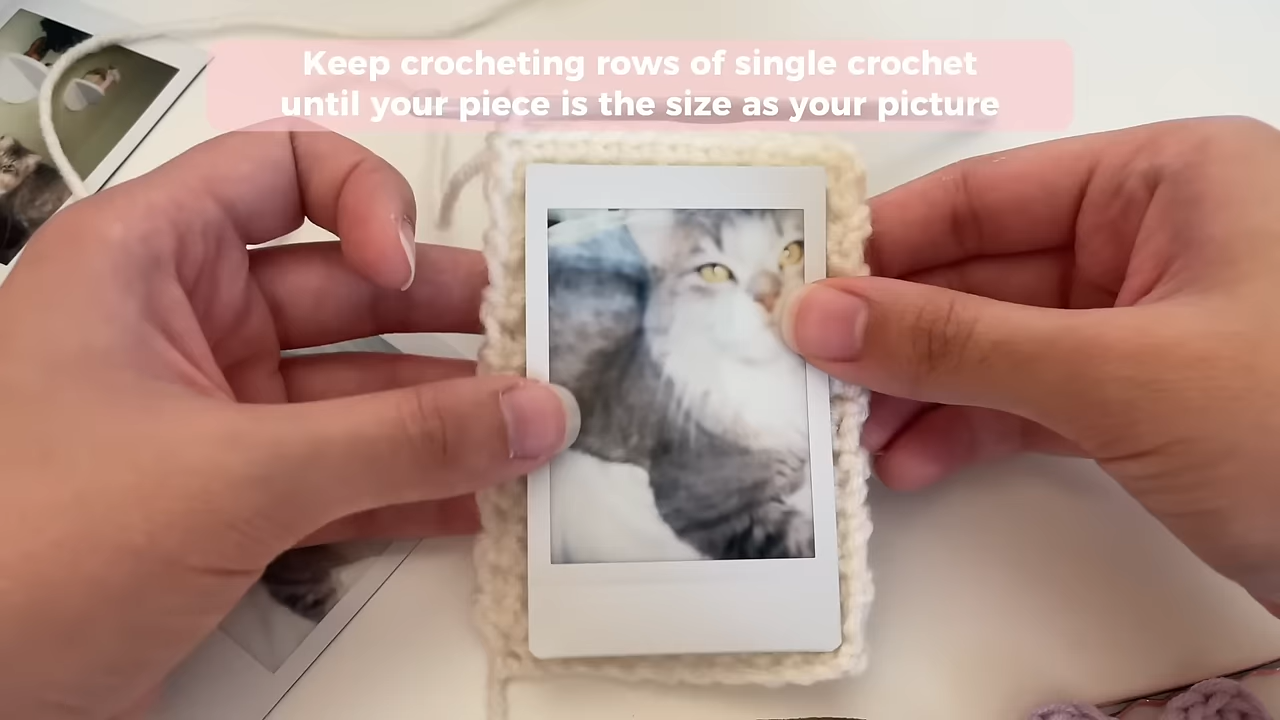 Keep crocheting rows of single crochet
until your piece is the size as your picture